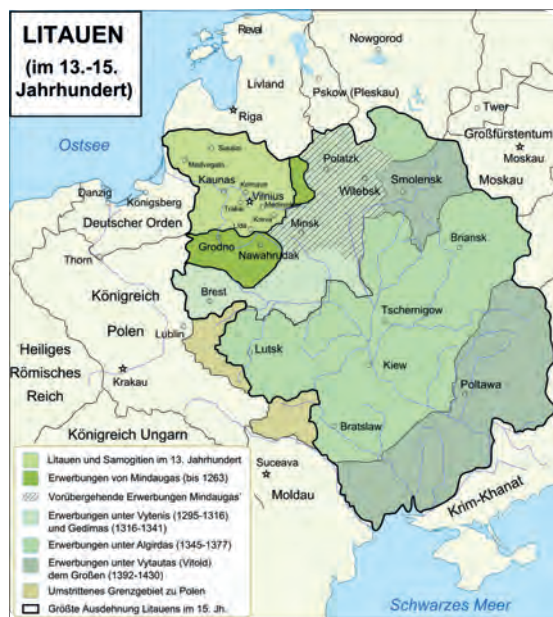 LITAUEN
(im 13.-15.
Jahrhundert)
Reval
Nowgorod
Livland
Pskow (Pleskau)
Twer
Riga
Großfürstentum
Moskau
Moskau
Ostsee
Polatzk
Kaunas
Kernave
Vilnius
Witebsk
Smolensk
Danzig
Königsberg
Trakai
Deutscher Orden
Minsk
Briansk
Grodno
Nawahrudak
Thorn
Königreich
Brest
Tschernigow
Polen
Lublin
Heiliges
Römisches
Reich
Lutsk
Kiew
Krakau
Poltawa
Königreich Ungarn
Bratslaw
Suceava
Moldau
Krim-Khanat
Schwarzes Meer
Litauen und Samogitien im 13. Jahrhundert
Erwerbungen von Mindaugas (bis 1263)
Vorübergehende Erwerbungen Mindaugas'
Erwerbungen unter Vytenis (1295-1316)
und Gedimas (1316-1341)
Erwerbungen unter Algirdas (1345-1377)
Erwerbungen unter Vytautas (Vitold)
dem Großen (1392-1430)
Umstrittenes Grenzgebiet zu Polen
Größte Ausdehnung Litauens im 15. Jh.